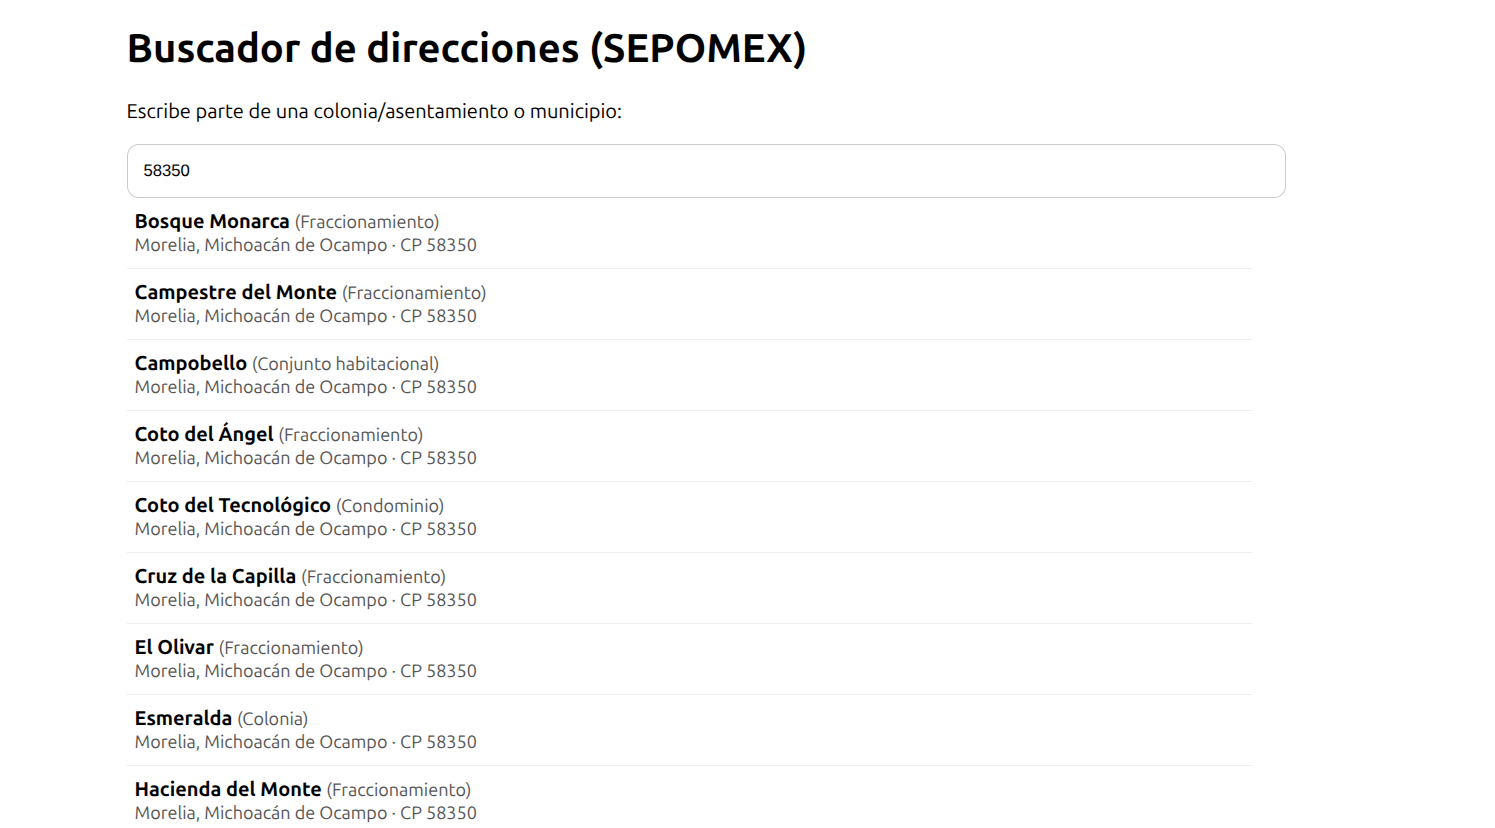 Buscador de direcciones (SEPOMEX)
Escribe parte de una colonia/asentamiento o municipio:
58350
Bosque Monarca (Fraccionamiento)
Morelia, Michoacán de Ocampo · CP 58350
Campestre del Monte (Fraccionamiento)
Morelia, Michoacán de Ocampo · CP 58350
Campobello (Conjunto habitacional)
Morelia, Michoacán de Ocampo · CP 58350
Coto del Ángel (Fraccionamiento)
Morelia, Michoacán de Ocampo · CP 58350
Coto del Tecnológico (Condominio)
Morelia, Michoacán de Ocampo · CP 58350
Cruz de la Capilla (Fraccionamiento)
Morelia, Michoacán de Ocampo · CP 58350
El Olivar (Fraccionamiento)
Morelia, Michoacán de Ocampo · CP 58350
Esmeralda (Colonia)
Morelia, Michoacán de Ocampo · CP 58350
Hacienda del Monte (Fraccionamiento)
Morelia, Michoacán de Ocampo · CP 58350